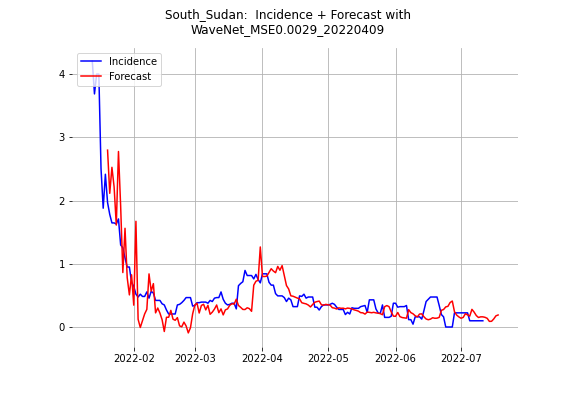 South_Sudan:  Incidence + Forecast with
WaveNet_MSE0.0029_20220409
Incidence
Forecast
4
3
2
1
0
2022-02
2022-03
2022-04
2022-05
2022-06
2022-07